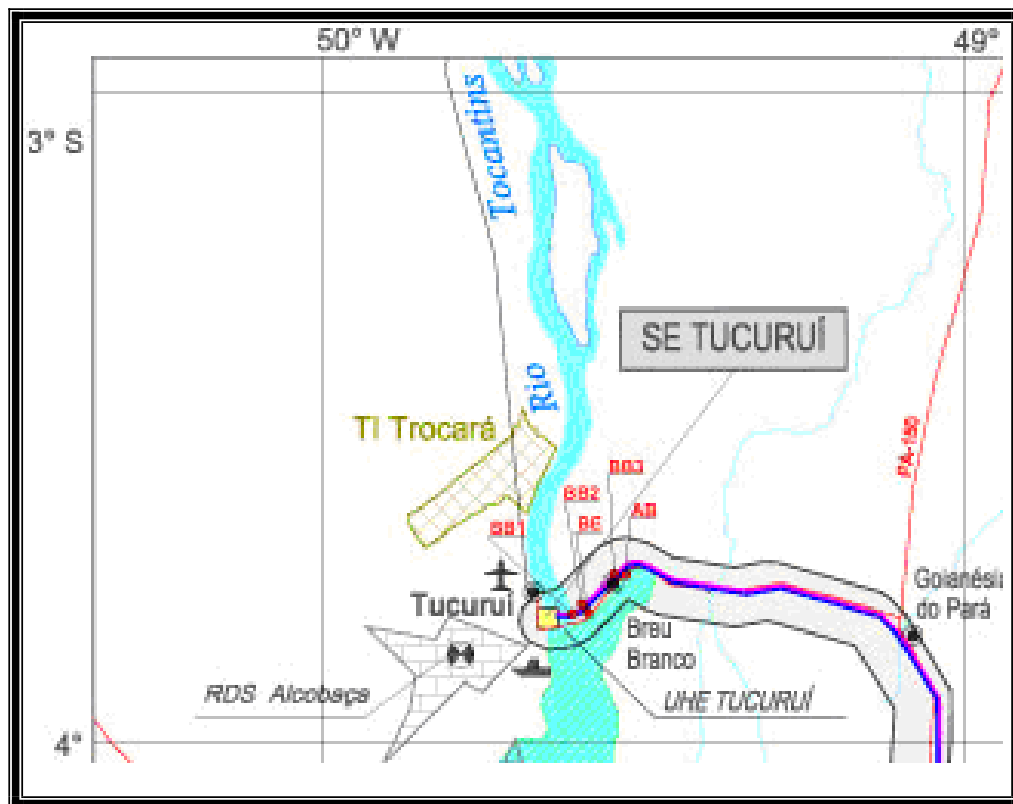 50° W
49°
3° S
Tocantins
Rio
SE TUCURUÍ
TI Trocará
PA-150
BB3
BB2
AB
BE
BB1
Tucuruí
Goianésia
do Pará
Breu
Branco
RDS Alcobaça
UHE TUCURUÍ
4°